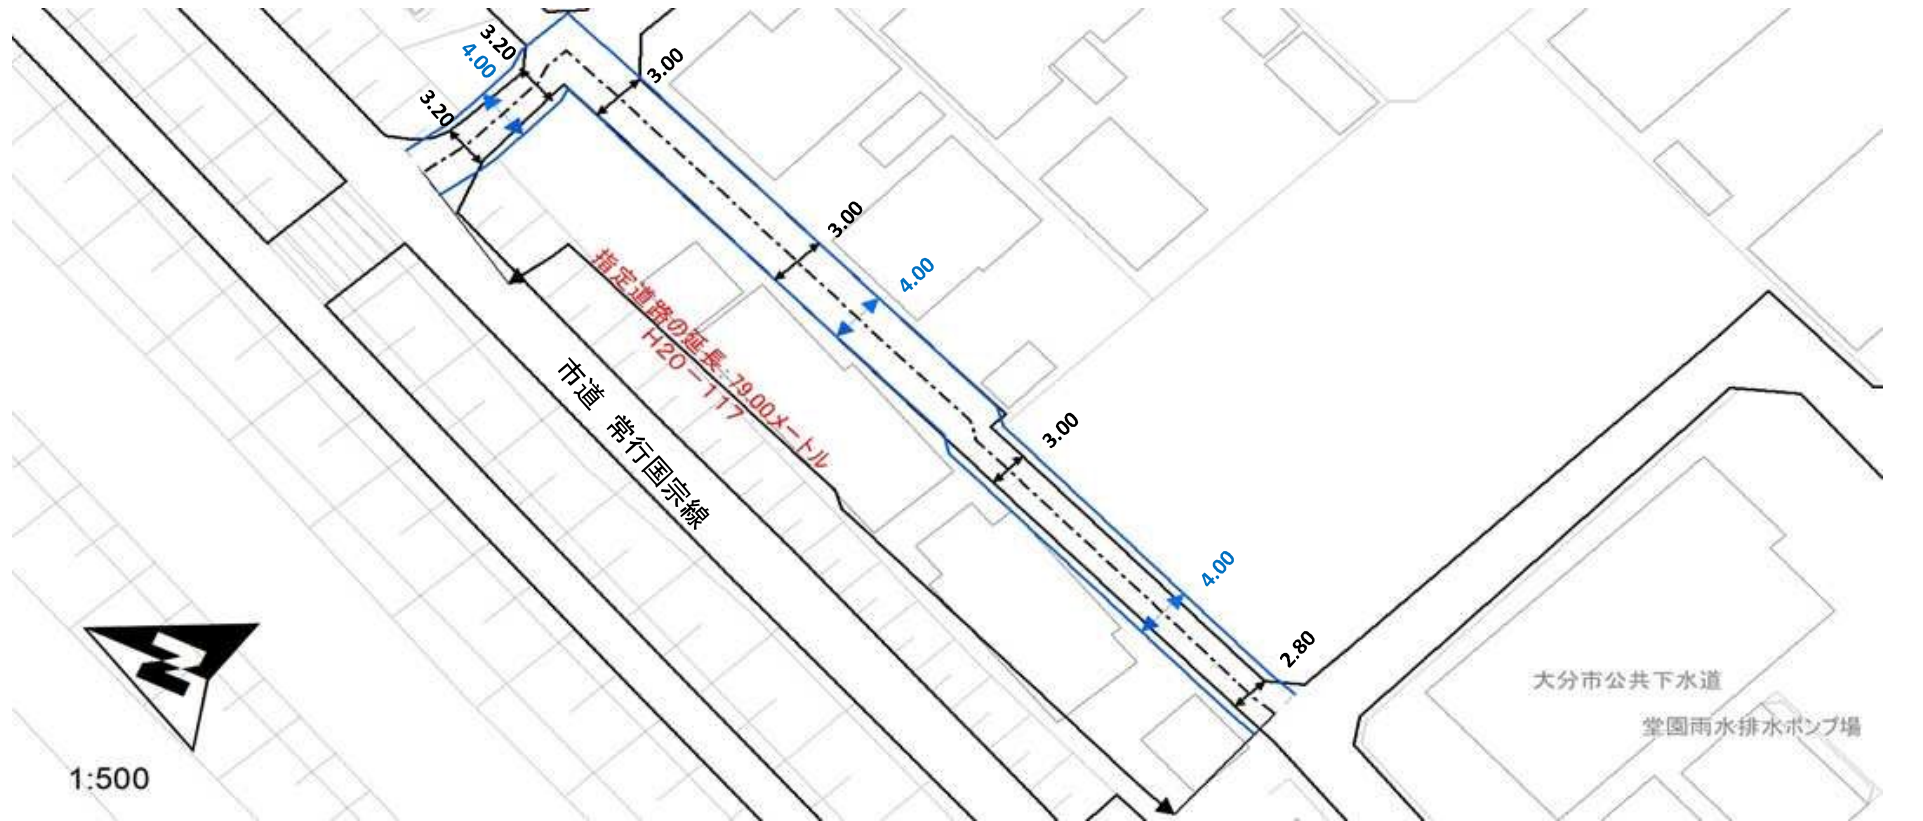 3.20
4.00
3.20
3.00
3.00
4.00
指定道路の延長:79.00メートル
H20-117
市道 常行国宗線
3.00
4.00
2.80
大分市公共下水道
堂園雨水排水ポンプ場
N
1:500